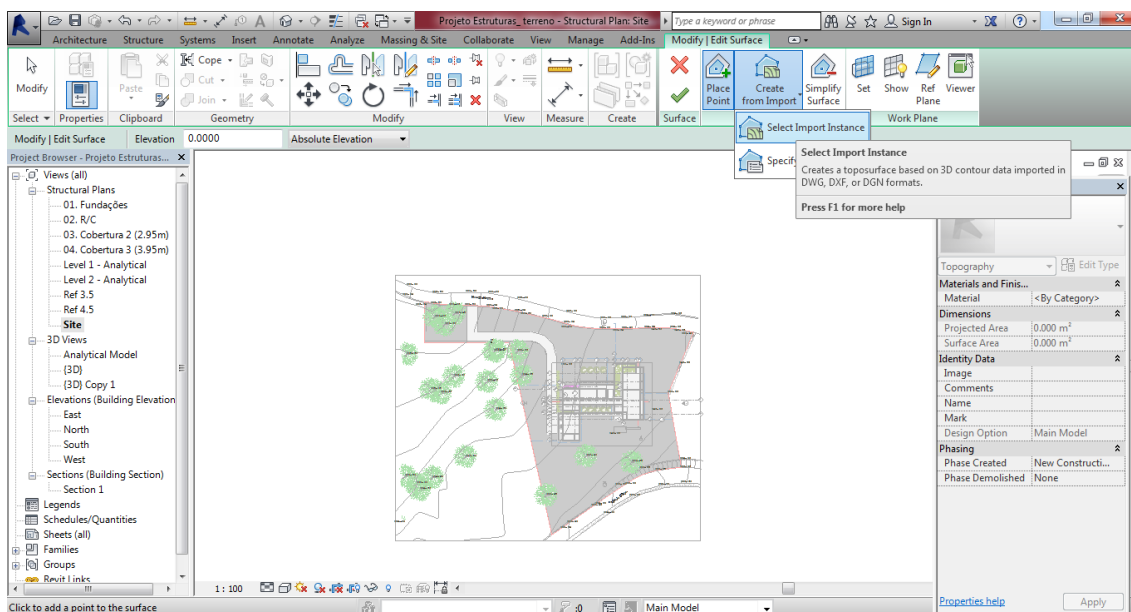 Projeto Estruturas_ terreno - Structural Plan: Site
Type a keyword or phrase
Sign In
Architecture Structure Systems Insert Annotate Analyze Massing & Site Collaborate View Manage Add-Ins Modify | Edit Surface
Modify
Paste
Cope
Cut
Join
Place Point
Create from Import
Simplify Surface
Set
Show
Ref Plane
Viewer
Select Properties Clipboard Geometry Modify View Measure Create Surface Work Plane
Modify | Edit Surface Elevation 0.0000 Absolute Elevation
Select Import Instance
Specify
Select Import Instance
Creates a toposurface based on 3D contour data imported in
DWG, DXF, or DGN formats.
Press F1 for more help
Project Browser - Projeto Estruturas...
Views (all)
Structural Plans
01. Fundações
02. R/C
03. Cobertura 2 (2.95m)
04. Cobertura 3 (3.95m)
Level 1 - Analytical
Level 2 - Analytical
Ref 3.5
Ref 4.5
Site
3D Views
Analytical Model
{3D}
{3D} Copy 1
Elevations (Building Elevation
East
North
South
West
Sections (Building Section)
Section 1
Legends
Schedules/Quantities
Sheets (all)
Families
Groups
Revit Links
Topography
Edit Type
Materials and Finis...
Material <By Category>
Dimensions
Projected Area 0.000 m²
Surface Area 0.000 m²
Identity Data
Image
Comments
Name
Mark
Design Option Main Model
Phasing
Phase Created New Constructi...
Phase Demolished None
Properties help
Apply
1 : 100
Click to add a point to the surface
:0
Main Model